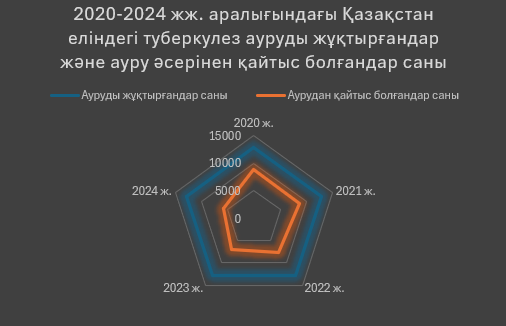 2020-2024 жж. аралығындағы Қазақстан
еліндегі туберкулез ауруды жұқтырғандар
және ауру әсерінен қайтыс болғандар саны
Ауруды жұқтырғандар саны
Аурудан қайтыс болғандар саны
2020 ж.
15000
10000
5000
0
2024 ж.
2021 ж.
2023 ж.
2022 ж.